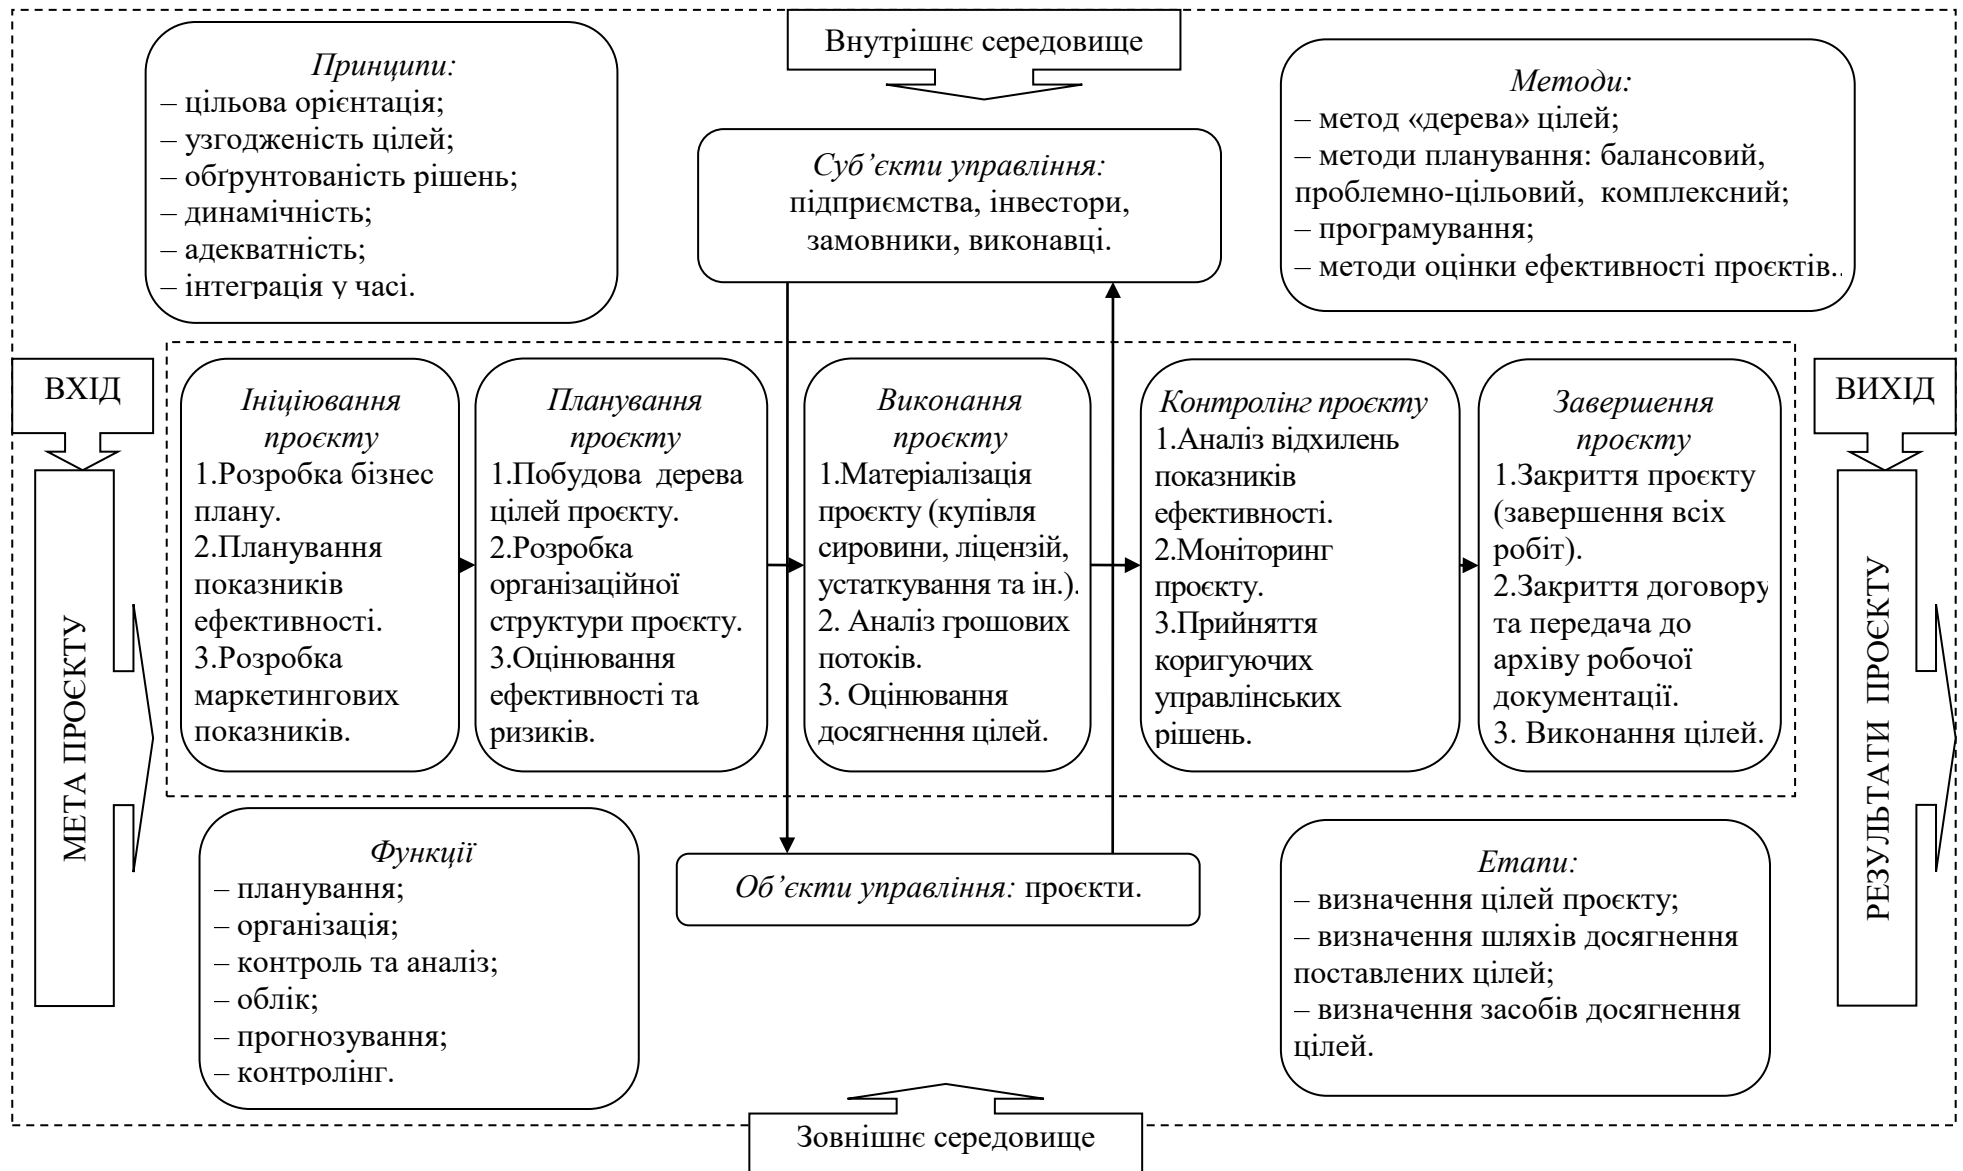 Внутрішнє середовище
Принципи:
– цільова орієнтація;
– узгодженість цілей;
– обґрунтованість рішень;
– динамічність;
– адекватність;
– інтеграція у часі.
Суб’єкти управління:
підприємства, інвестори,
замовники, виконавці.
Методи:
– метод «дерева» цілей;
– методи планування: балансовий,
проблемно-цільовий, комплексний;
– програмування;
– методи оцінки ефективності проєктів..
ВХІД
МЕТА ПРОЄКТУ
Ініціювання
проєкту
1.Розробка бізнес
плану.
2.Планування
показників
ефективності.
3.Розробка
маркетингових
показників.
Планування
проєкту
1.Побудова дерева
цілей проєкту.
2.Розробка
організаційної
структури проєкту.
3.Оцінювання
ефективності та
ризиків.
Виконання
проєкту
1.Матеріалізація
проєкту (купівля
сировини, ліцензій,
устаткування та ін.).
2. Аналіз грошових
потоків.
3. Оцінювання
досягнення цілей.
Контролінг проєкту
1.Аналіз відхилень
показників
ефективності.
2.Моніторинг
проєкту.
3.Прийняття
коригуючих
управлінських
рішень.
Завершення
проєкту
1.Закриття проєкту
(завершення всіх
робіт).
2.Закриття договору
та передача до
архіву робочої
документації.
3. Виконання цілей.
ВИХІД
РЕЗУЛЬТАТИ ПРОЄКТУ
Функції
– планування;
– організація;
– контроль та аналіз;
– облік;
– прогнозування;
– контролінг.
Об’єкти управління: проєкти.
Етапи:
– визначення цілей проєкту;
– визначення шляхів досягнення
поставлених цілей;
– визначення засобів досягнення
цілей.
Зовнішнє середовище